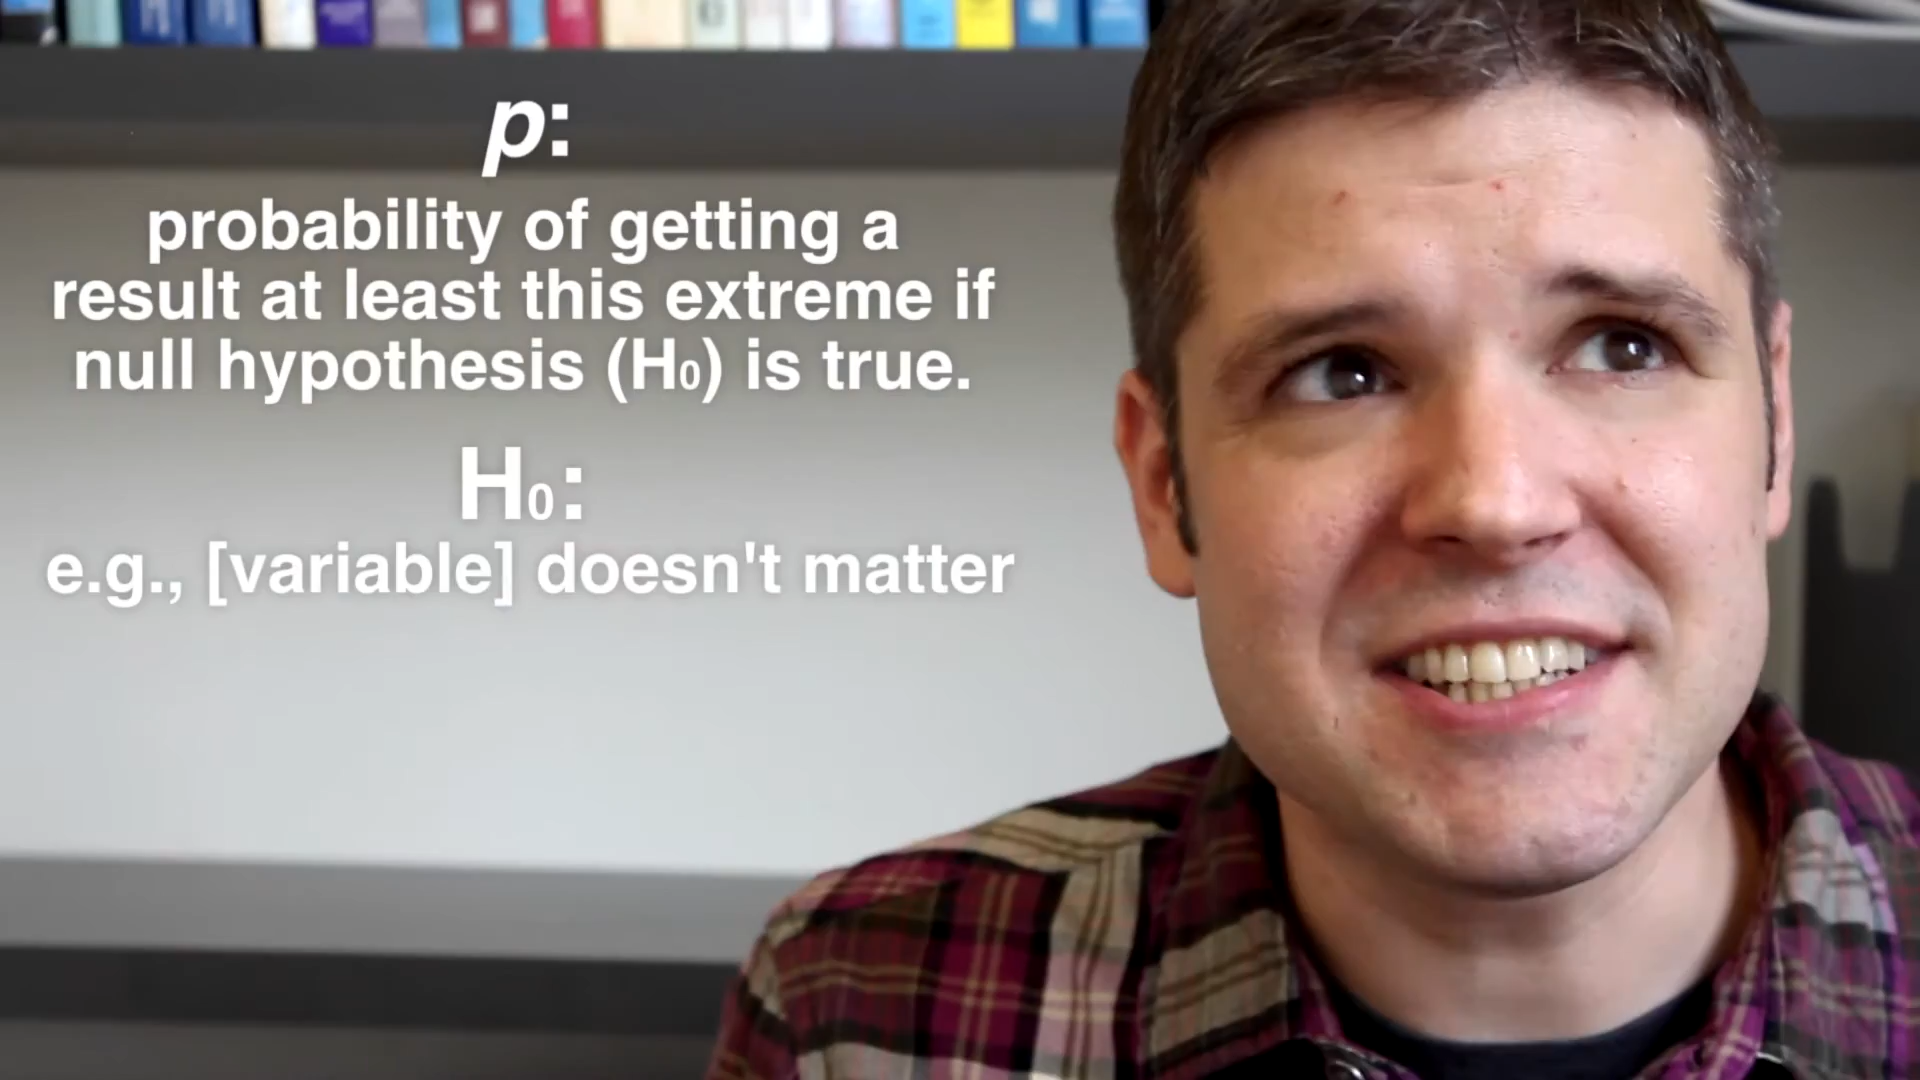 p:
probability of getting a
result at least this extreme if
null hypothesis (H₀) is true.
H₀:
e.g., [variable] doesn't matter